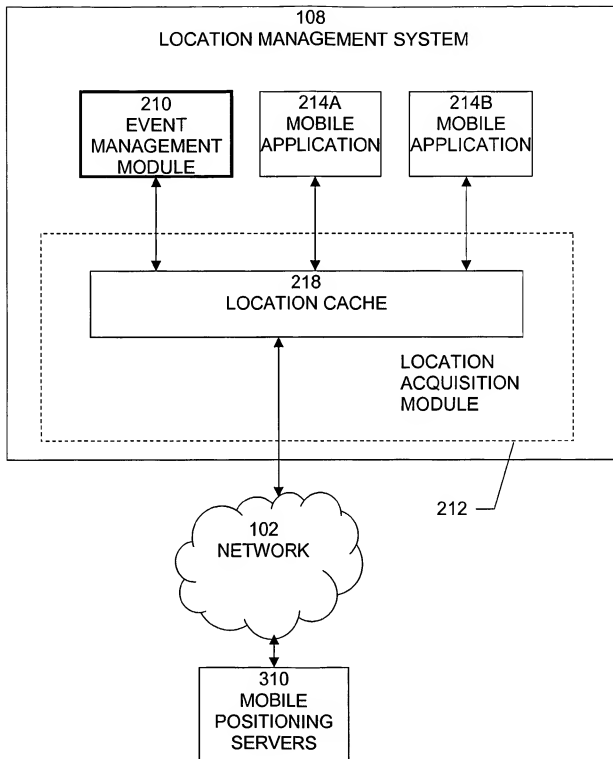 108
LOCATION MANAGEMENT SYSTEM
210
EVENT
MANAGEMENT
MODULE
214A
MOBILE
APPLICATION
214B
MOBILE
APPLICATION
218
LOCATION CACHE
LOCATION
ACQUISITION
MODULE
212
102
NETWORK
310
MOBILE
POSITIONING
SERVERS